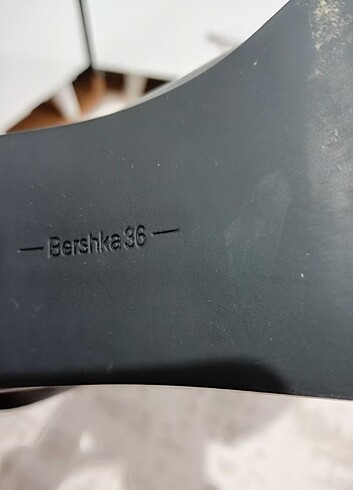 — Bershka 36 —